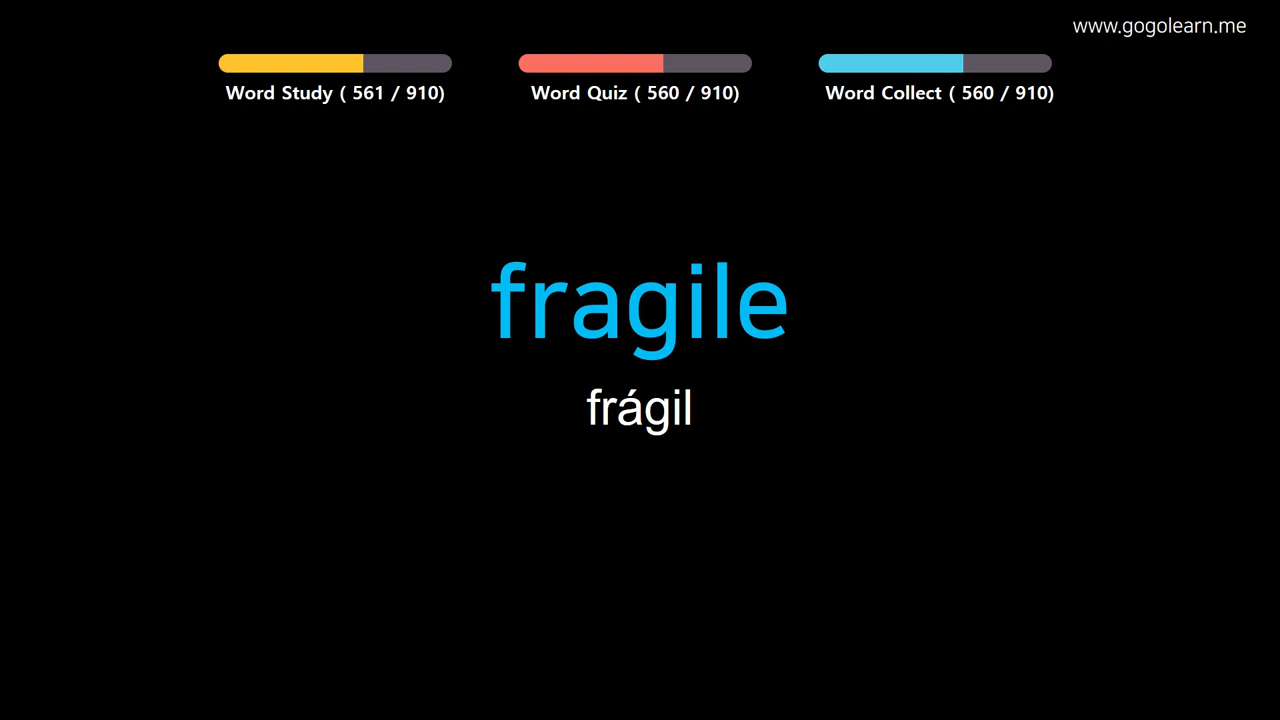 www.gogolearn.me
Word Study ( 561 / 910)
Word Quiz ( 560 / 910)
Word Collect ( 560 / 910)
fragile
frágil